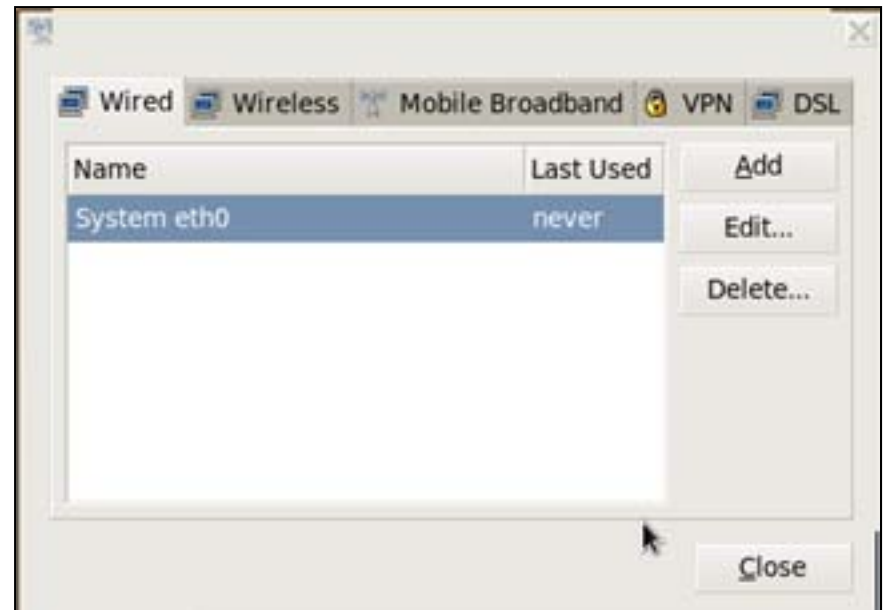 Wired Wireless Mobile Broadband VPN DSL
Name Last Used
System eth0 never
Add
Edit...
Delete...
Close